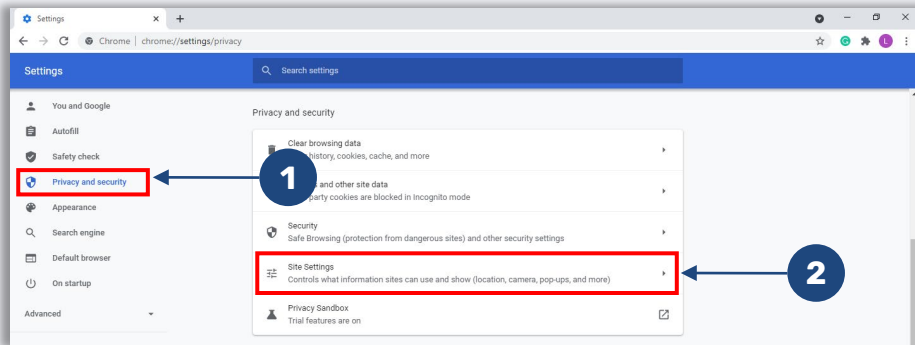 Settings
Chrome | chrome://settings/privacy
L
Settings
Search settings
You and Google
Autofill
Safety check
Privacy and security
Appearance
Search engine
Default browser
On startup
Advanced
Privacy and security
Clear browsing data
history, cookies, cache, and more
1
and other site data
party cookies are blocked in Incognito mode
Security
Safe Browsing (protection from dangerous sites) and other security settings
Site Settings
Controls what information sites can use and show (location, camera, pop-ups, and more)
2
Privacy Sandbox
Trial features are on